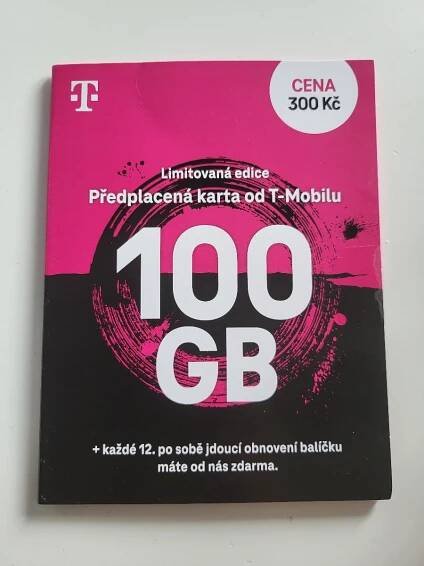 T
CENA
300 Kč
Limitovaná edice
Předplacená karta od T-Mobilu
100
GB
+ každé 12. po sobě jdoucí obnovení balíčku
máte od nás zdarma.